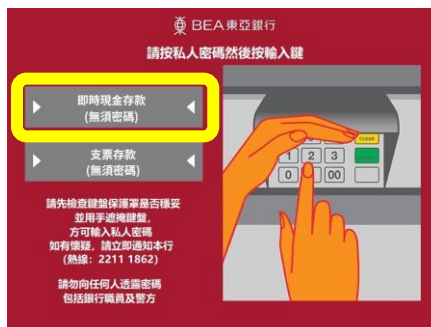 BEA東亞銀行
請按私人密碼然後按輸入鍵
即時現金存款
(無須密碼)
支票存款
(無須密碼)
請先檢查鍵盤保護罩是否穩妥
並用手遮掩鍵盤,
方可輸入私人密碼
如有懷疑, 請立即通知本行
(熱線: 2211 1862)
請勿向任何人透露密碼
包括銀行職員及警方
CLEAR
1 2 3
0 00